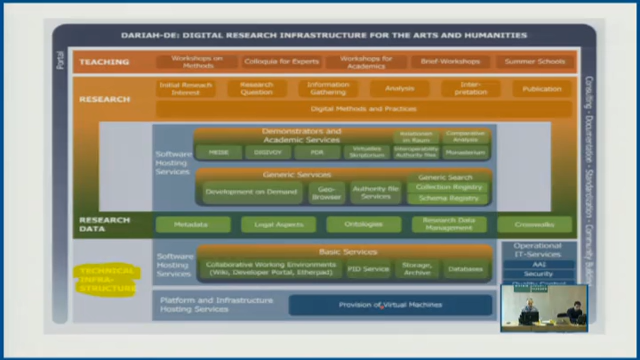 DARIAH-DE: DIGITAL RESEARCH INFRASTRUCTURE FOR THE ARTS AND HUMANITIES
Portal
TEACHING
Workshops on Methods
Colloquia for Experts
Workshops for Academics
Brief-Workshops
Summer Schools
RESEARCH
Initial Research Interest
Research Question
Information Gathering
Analysis
Inter-
pretation
Publication
Digital Methods and Practices
Consulting - Documentation - Standardization - Community Building
Software
Hosting
Services
Demonstrators and
Academic Services
Virtuelles
Skriptorium
Relationen
im Raum
Interoperability
Authority files
Comparative
Analysis
Monasterium
Generic Services
Development on Demand
Geo-
Browser
Authority file
Services
Generic Search
Collection Registry
Schema Registry
RESEARCH
DATA
Metadata
Legal Aspects
Ontologies
Research Data
Management
Crosswalks
TECHNICAL
INFRA-
STRUCTURE
Software
Hosting
Services
Basic Services
Collaborative Working Environments
(Wiki, Developer Portal, Etherpad)
PID Service
Storage,
Archive
Databases
Operational
IT-Services
AAI
Security
Platform and Infrastructure
Hosting Services
Provision of Virtual Machines